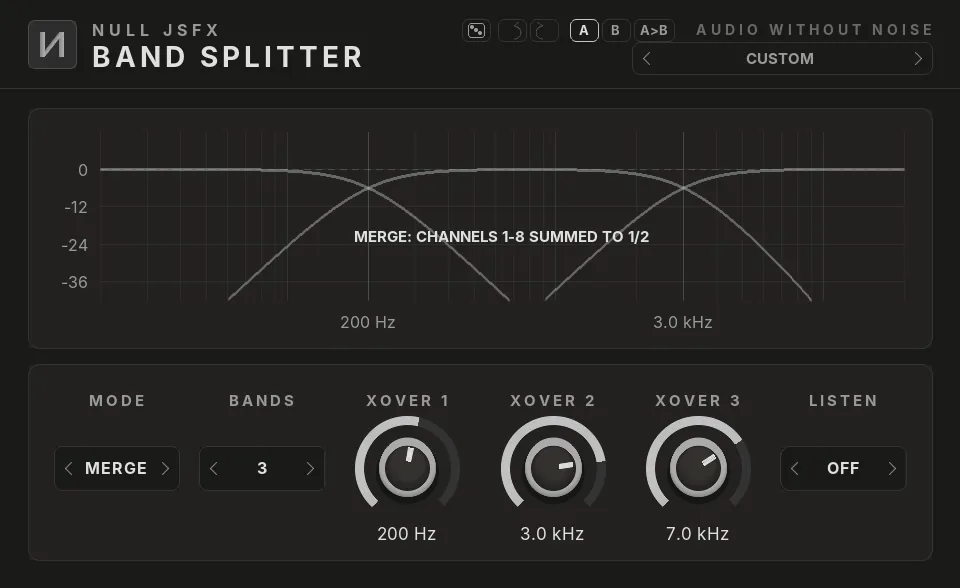 NULL JSFX
BAND SPLITTER
A B A>B
AUDIO WITHOUT NOISE
CUSTOM
0
-12
-24
-36
MERGE: CHANNELS 1-8 SUMMED TO 1/2
200 Hz 3.0 kHz
MODE BANDS XOVER 1 XOVER 2 XOVER 3 LISTEN
MERGE 3 OFF
200 Hz 3.0 kHz 7.0 kHz